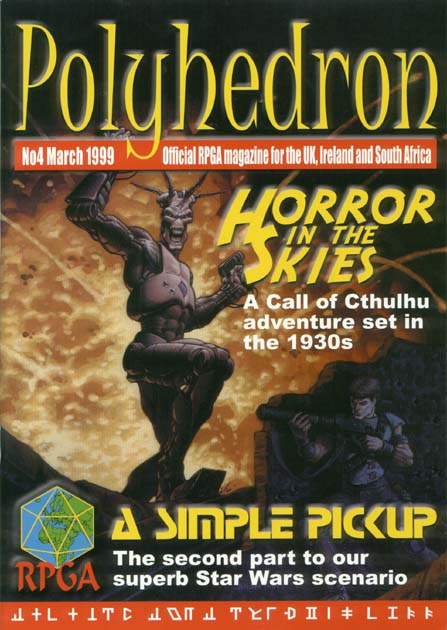 Polyhedron
No4 March 1999 Official RPGA magazine for the UK, Ireland and South Africa
HORROR
IN THE
SKIES
A Call of Cthulhu
adventure set in
the 1930s
A SIMPLE PICKUP
The second part to our
superb Star Wars scenario
RPGA